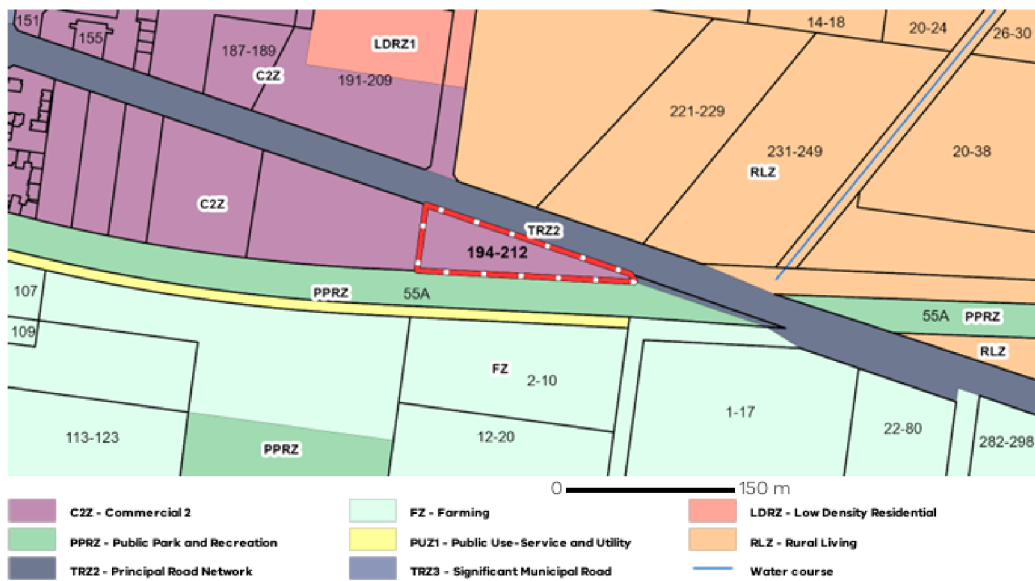 151
155
187-189
C2Z
LDRZ1
191-209
14-18
20-24
26-30
221-229
231-249
RLZ
20-38
C2Z
TRZ2
194-212
PPRZ
55A
55A
PPRZ
RLZ
107
109
FZ
2-10
1-17
22-80
282-298
113-123
PPRZ
12-20
0 150 m
C2Z - Commercial 2
FZ - Farming
LDRZ - Low Density Residential
PPRZ - Public Park and Recreation
PUZ1 - Public Use-Service and Utility
RLZ - Rural Living
TRZ2 - Principal Road Network
TRZ3 - Significant Municipal Road
Water course